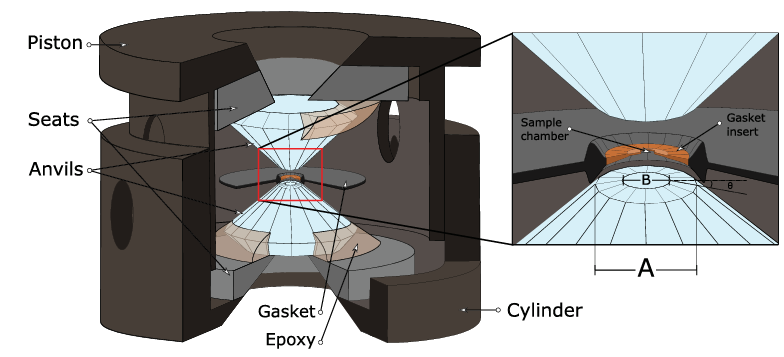 Piston
Seats
Anvils
Gasket
Epoxy
Cylinder
Sample
chamber
Gasket
insert
B
θ
A